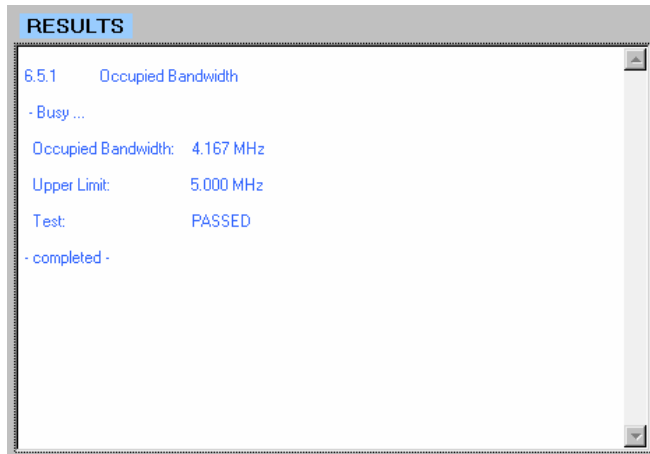 RESULTS
6.5.1 Occupied Bandwidth
- Busy ...
Occupied Bandwidth: 4.167 MHz
Upper Limit: 5.000 MHz
Test: PASSED
- completed -